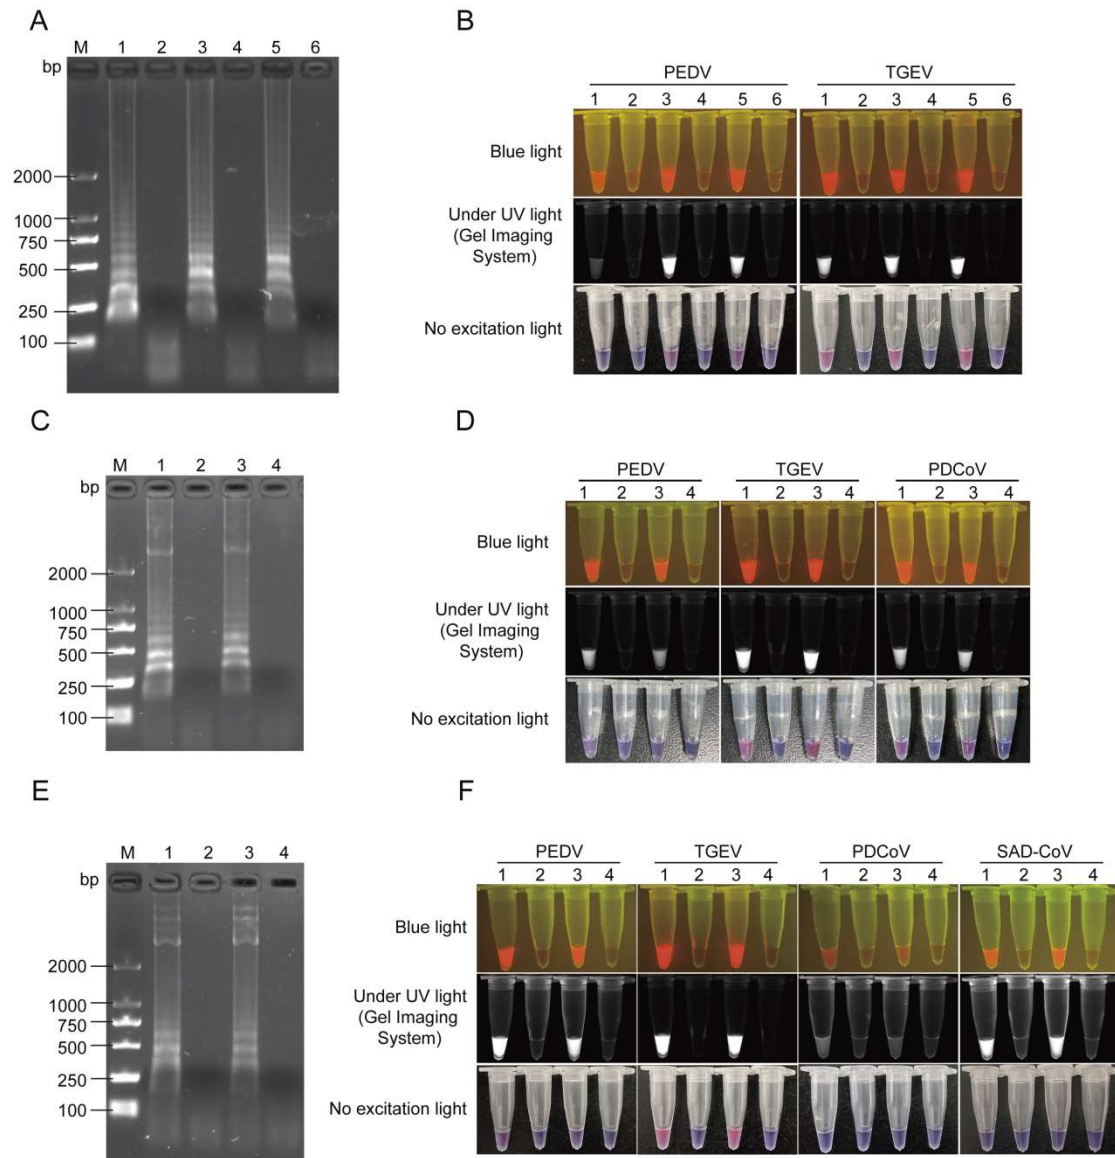 A
M 1 2 3 4 5 6
bp
2000
1000
750
500
250
100
B
PEDV TGEV
1 2 3 4 5 6 1 2 3 4 5 6
Blue light
Under UV light
(Gel Imaging
System)
No excitation light
C
M 1 2 3 4
bp
2000
1000
750
500
250
100
D
PEDV TGEV PDCoV
1 2 3 4 1 2 3 4 1 2 3 4
Blue light
Under UV light
(Gel Imaging
System)
No excitation light
E
M 1 2 3 4
bp
2000
1000
750
500
250
100
F
PEDV TGEV PDCoV SAD-CoV
1 2 3 4 1 2 3 4 1 2 3 4 1 2 3 4
Blue light
Under UV light
(Gel Imaging
System)
No excitation light